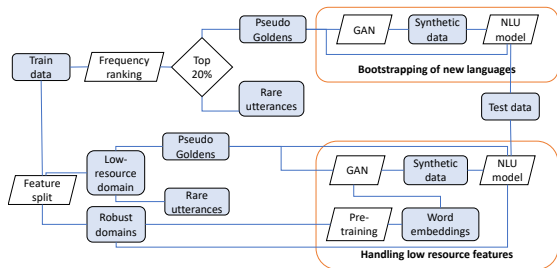 Pseudo
Goldens
GAN
Synthetic
data
NLU
model
Bootstrapping of new languages
Train
data
Frequency
ranking
Top
20%
Rare
utterances
Test data
Pseudo
Goldens
Low-
resource
domain
GAN
Synthetic
data
NLU
model
Feature
split
Rare
utterances
Robust
domains
Pre-
training
Word
embeddings
Handling low resource features